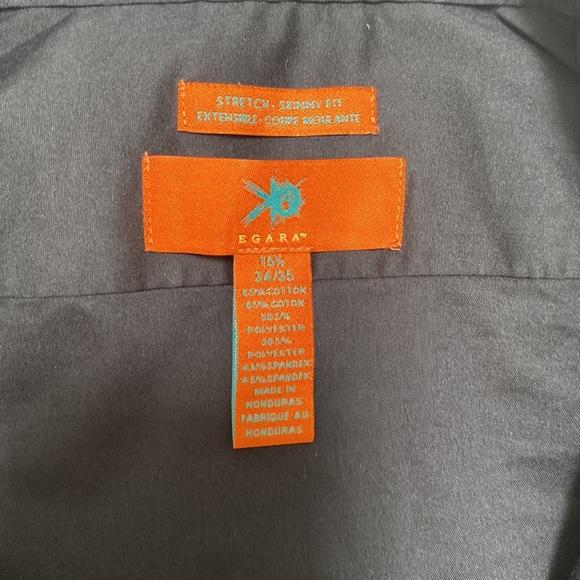 STRETCH · SKINNY FIT
EXTENSIBLE · COUPE MOULANTE
EGARA™
16½
34/35
65% COTTON
65% COTON
30.5%
POLYESTER
30.5%
POLYESTER
4.5% SPANDEX
4.5% SPANDEX
MADE IN
HONDURAS
FABRIQUÉ AU
HONDURAS